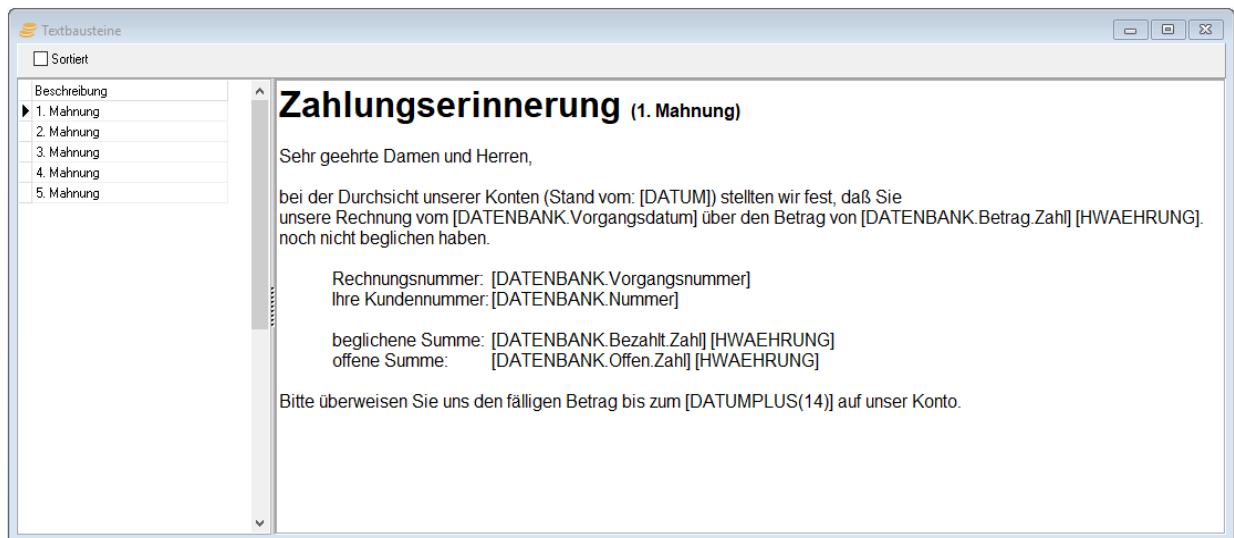 Textbausteine
Sortiert
Beschreibung
1. Mahnung
2. Mahnung
3. Mahnung
4. Mahnung
5. Mahnung
Zahlungserinnerung (1. Mahnung)
Sehr geehrte Damen und Herren,
bei der Durchsicht unserer Konten (Stand vom: [DATUM]) stellten wir fest, daß Sie
unsere Rechnung vom [DATENBANK.Vorgangsdatum] über den Betrag von [DATENBANK.Betrag.Zahl] [HWAEHRUNG].
noch nicht beglichen haben.
Rechnungsnummer: [DATENBANK.Vorgangsnummer]
Ihre Kundennummer: [DATENBANK.Nummer]
beglichene Summe: [DATENBANK.Bezahlt.Zahl] [HWAEHRUNG]
offene Summe: [DATENBANK.Offen.Zahl] [HWAEHRUNG]
Bitte überweisen Sie uns den fälligen Betrag bis zum [DATUMPLUS(14)] auf unser Konto.